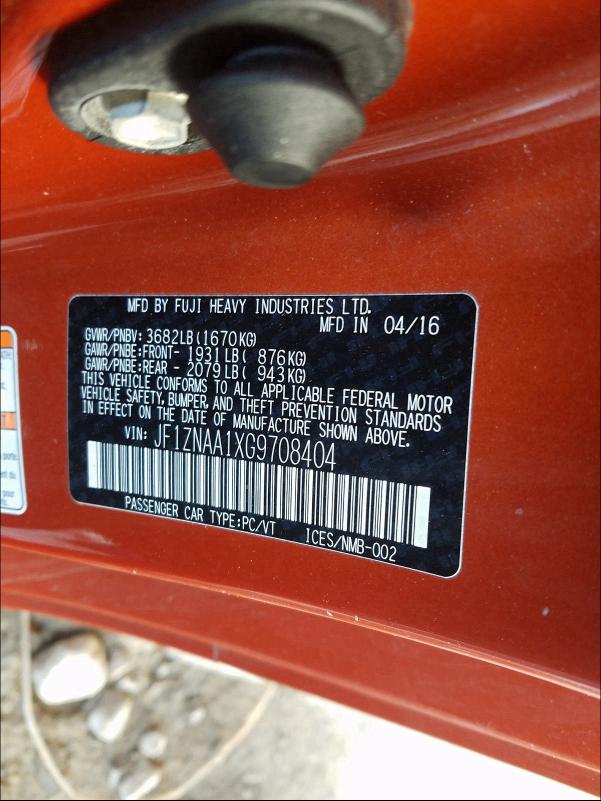 MFD BY FUJI HEAVY INDUSTRIES LTD.
MFD IN 04/16
GVWR/PNBV: 3682LB(1670KG)
GAWR/PNBE:FRONT- 1931LB( 876KG)
GAWR/PNBE:REAR - 2079LB( 943KG)
THIS VEHICLE CONFORMS TO ALL APPLICABLE FEDERAL MOTOR
VEHICLE SAFETY, BUMPER, AND THEFT PREVENTION STANDARDS
IN EFFECT ON THE DATE OF MANUFACTURE SHOWN ABOVE.
VIN: JF1ZNAA1XG9708404
PASSENGER CAR TYPE:PC/VT ICES/NMB-002